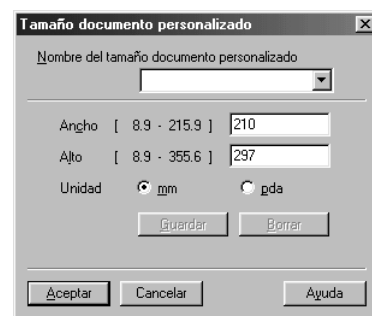 Tamaño documento personalizado
Nombre del tamaño documento personalizado
Ancho [ 8.9 - 215.9 ] 210
Alto [ 8.9 - 355.6 ] 297
Unidad mm pda
Guardar Borrar
Aceptar Cancelar Ayuda